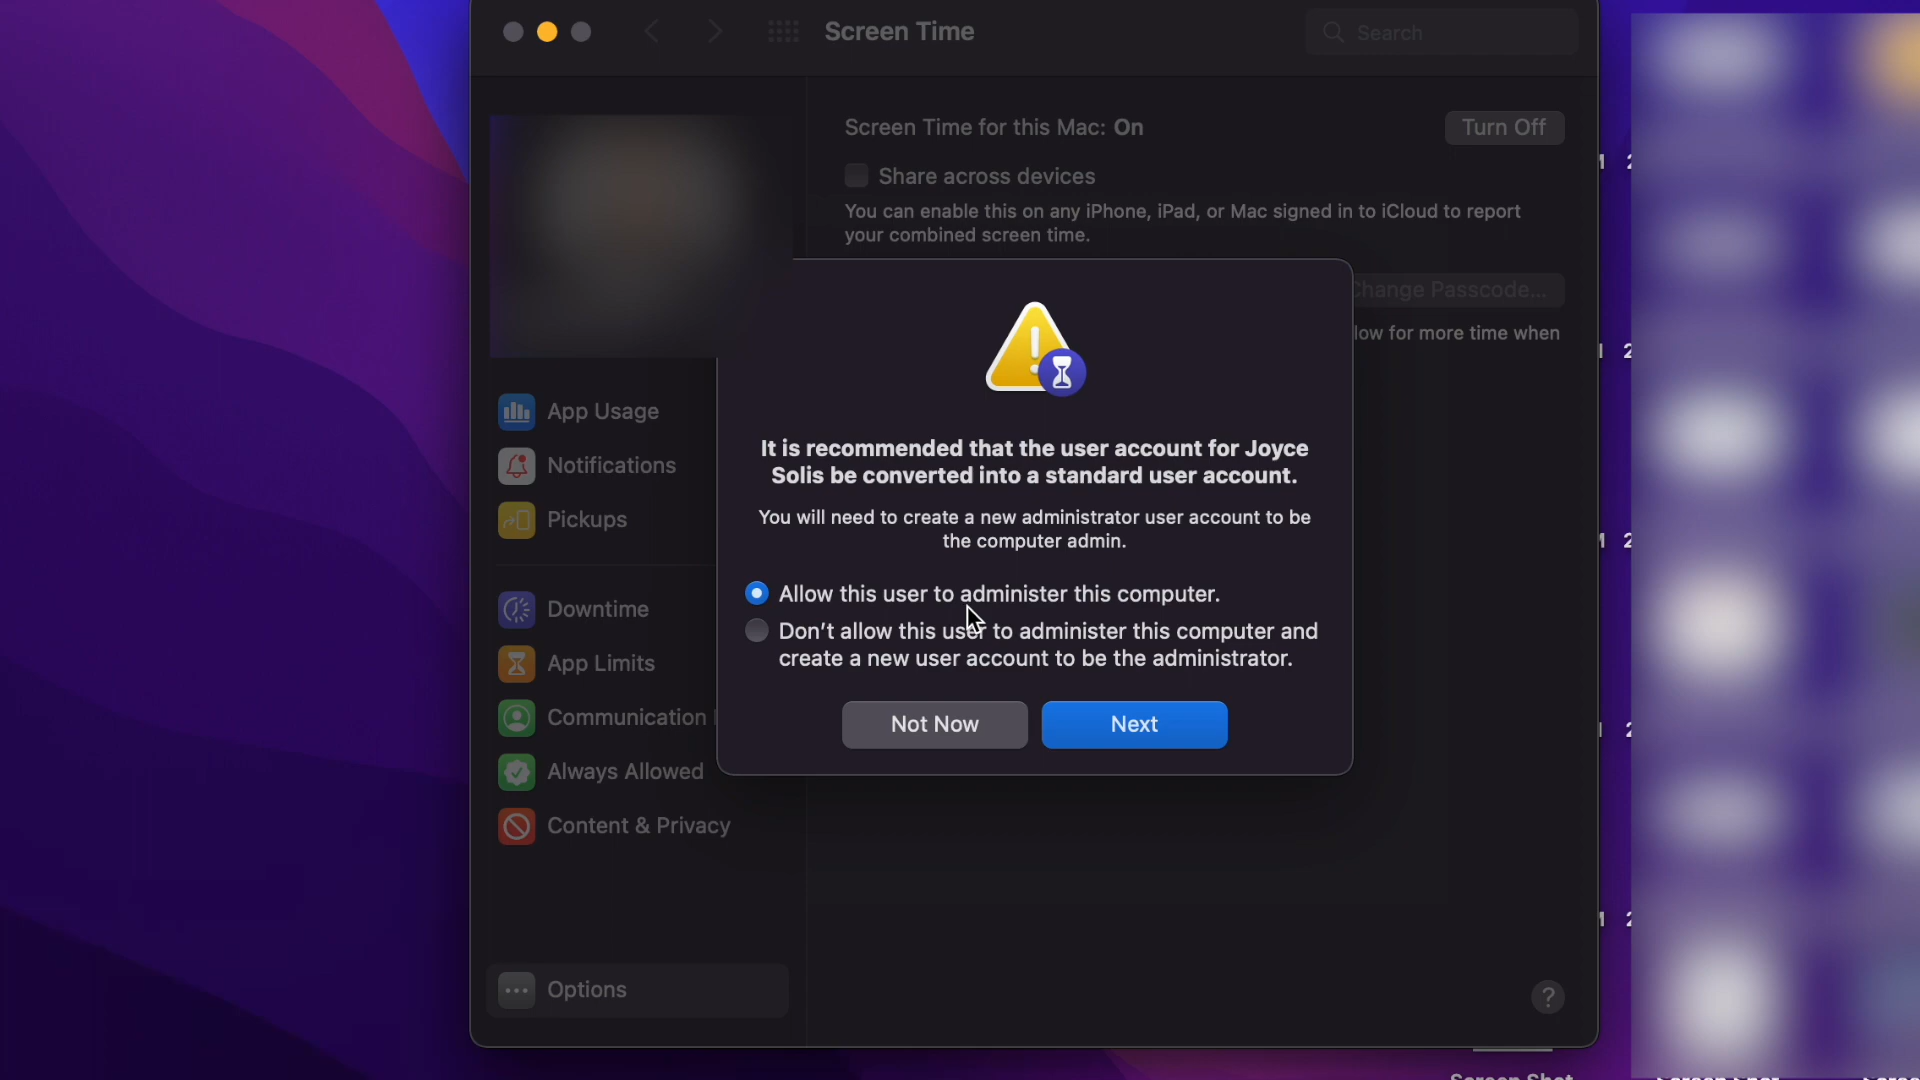 Screen Time
Search
Screen Time for this Mac: On
Turn Off
Share across devices
You can enable this on any iPhone, iPad, or Mac signed in to iCloud to report
your combined screen time.
Change Passcode...
low for more time when
It is recommended that the user account for Joyce
Solis be converted into a standard user account.
You will need to create a new administrator user account to be
the computer admin.
Allow this user to administer this computer.
Don't allow this user to administer this computer and
create a new user account to be the administrator.
Not Now
Next
App Usage
Notifications
Pickups
Downtime
App Limits
Communication
Always Allowed
Content & Privacy
Options
?
Screen Shot